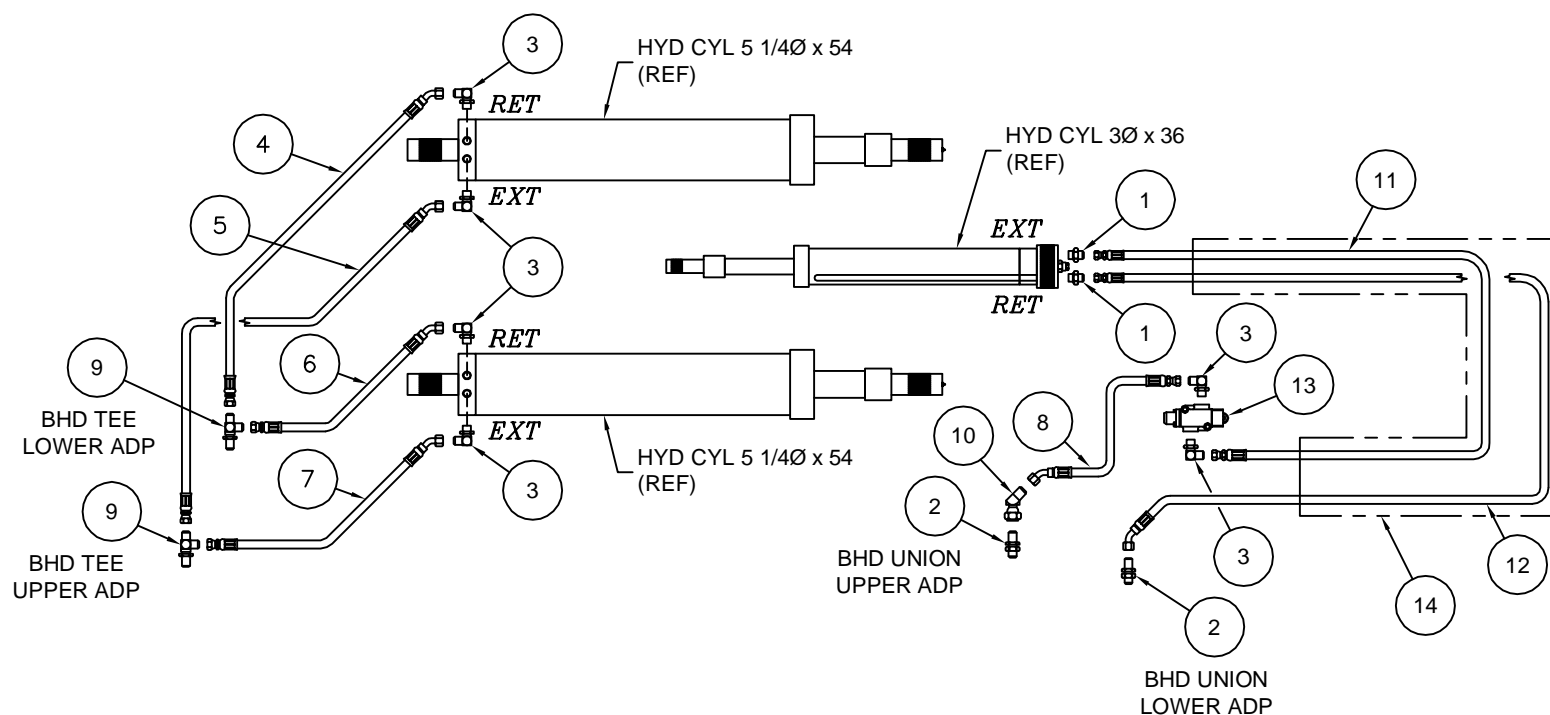 3
HYD CYL 5 1/4Ø x 54
(REF)
RET
4
HYD CYL 3Ø x 36
(REF)
11
1
EXT
5
EXT
3
RET
1
3
6
RET
9
BHD TEE
LOWER ADP
13
8
EXT
10
HYD CYL 5 1/4Ø x 54
(REF)
7
3
9
BHD TEE
UPPER ADP
2
BHD UNION
UPPER ADP
3
12
14
2
BHD UNION
LOWER ADP